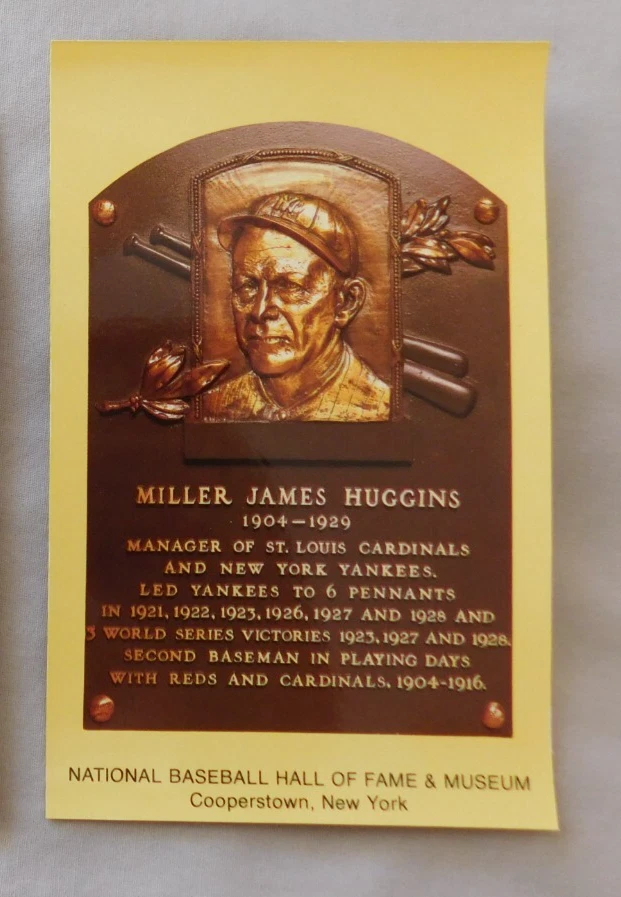 NY
MILLER JAMES HUGGINS
1904–1929
MANAGER OF ST. LOUIS CARDINALS
AND NEW YORK YANKEES.
LED YANKEES TO 6 PENNANTS
IN 1921, 1922, 1923, 1926, 1927 AND 1928 AND
3 WORLD SERIES VICTORIES 1923, 1927 AND 1928.
SECOND BASEMAN IN PLAYING DAYS
WITH REDS AND CARDINALS, 1904-1916.
NATIONAL BASEBALL HALL OF FAME & MUSEUM
Cooperstown, New York